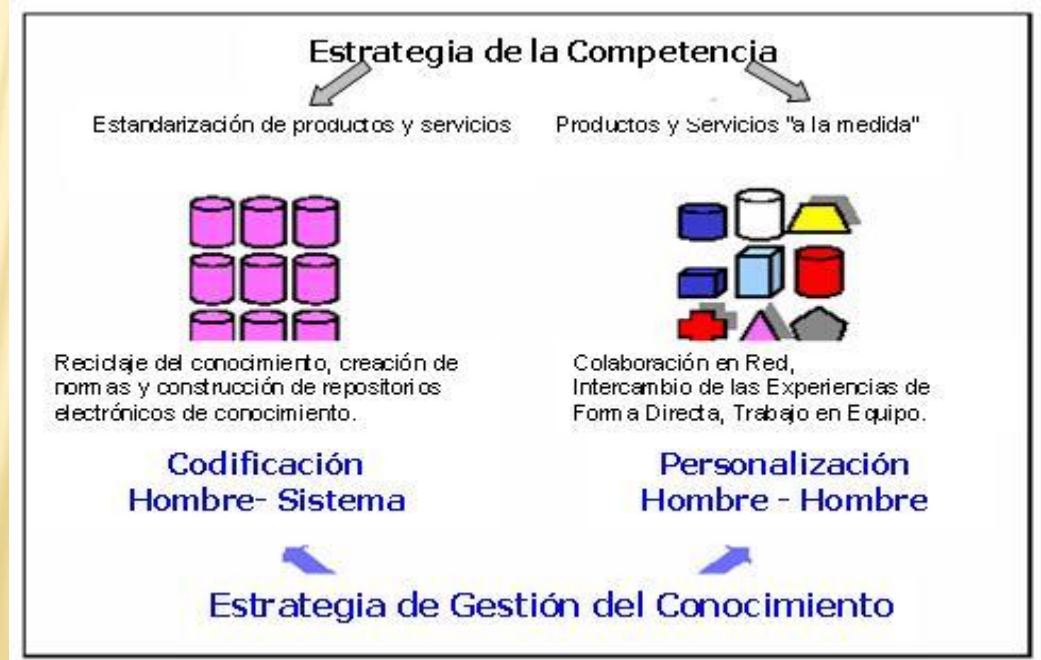 Estrategia de la Competencia
Estandarización de productos y servicios
Productos y Servicios "a la medida"
Reciclaje del conocimiento, creación de
normas y construcción de repositorios
electrónicos de conocimiento.
Colaboración en Red,
Intercambio de las Experiencias de
Forma Directa, Trabajo en Equipo.
Codificación
Hombre- Sistema
Personalización
Hombre - Hombre
Estrategia de Gestión del Conocimiento